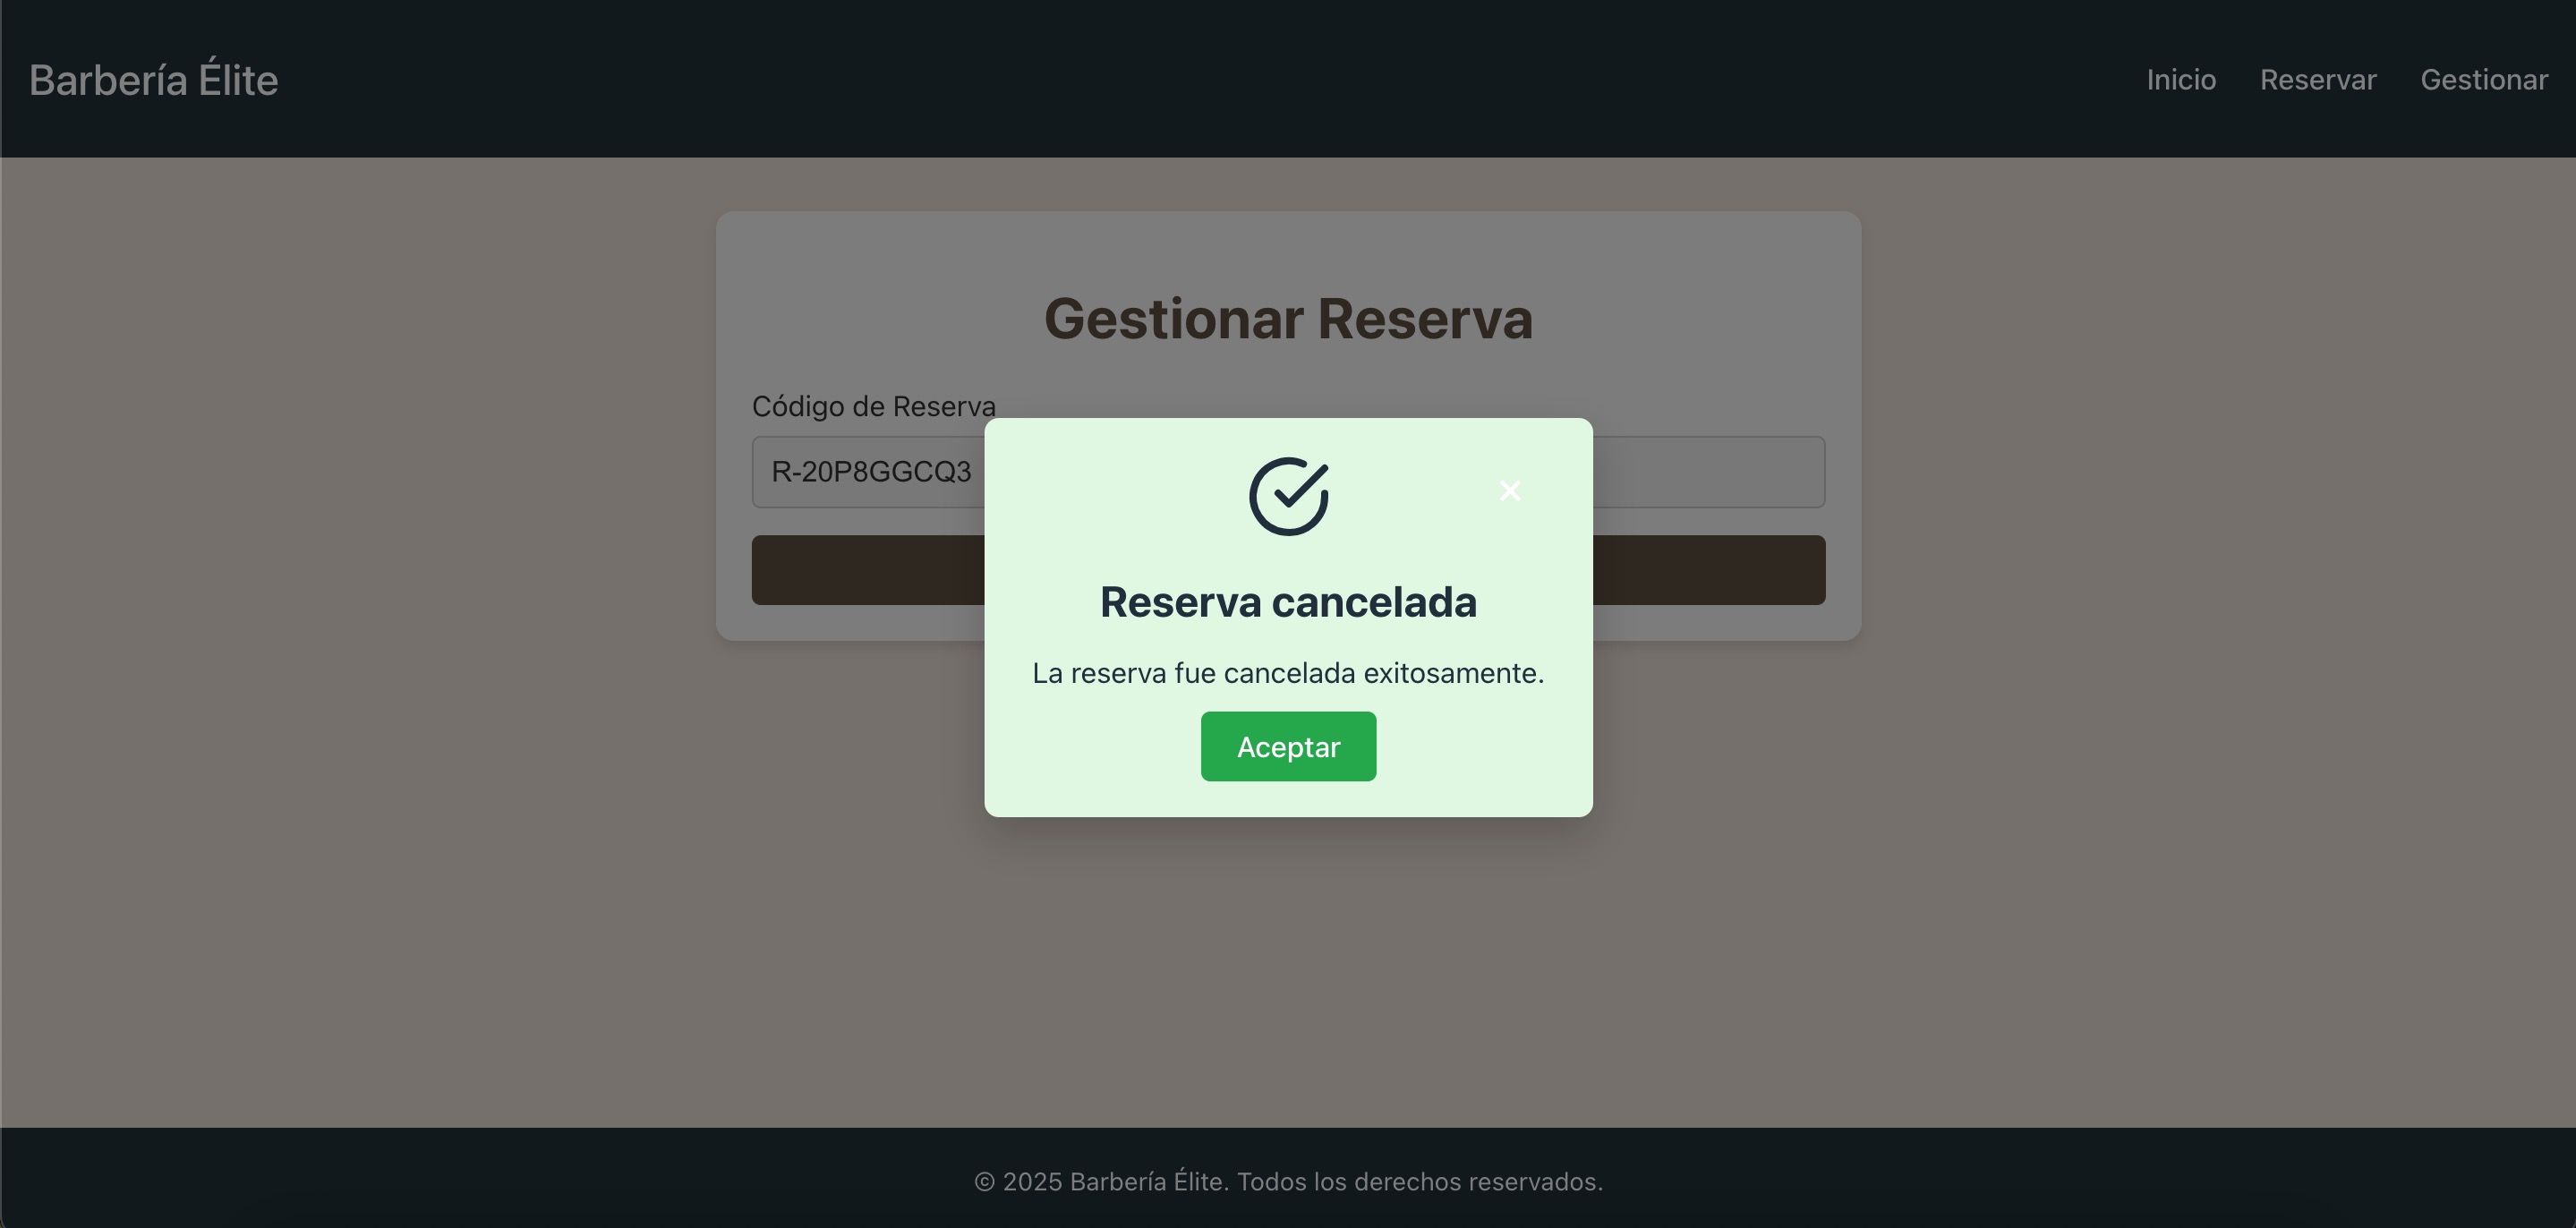 Barbería Élite
Inicio Reservar Gestionar
Gestionar Reserva
Código de Reserva
R-20P8GGCQ3
Reserva cancelada
La reserva fue cancelada exitosamente.
Aceptar
© 2025 Barbería Élite. Todos los derechos reservados.